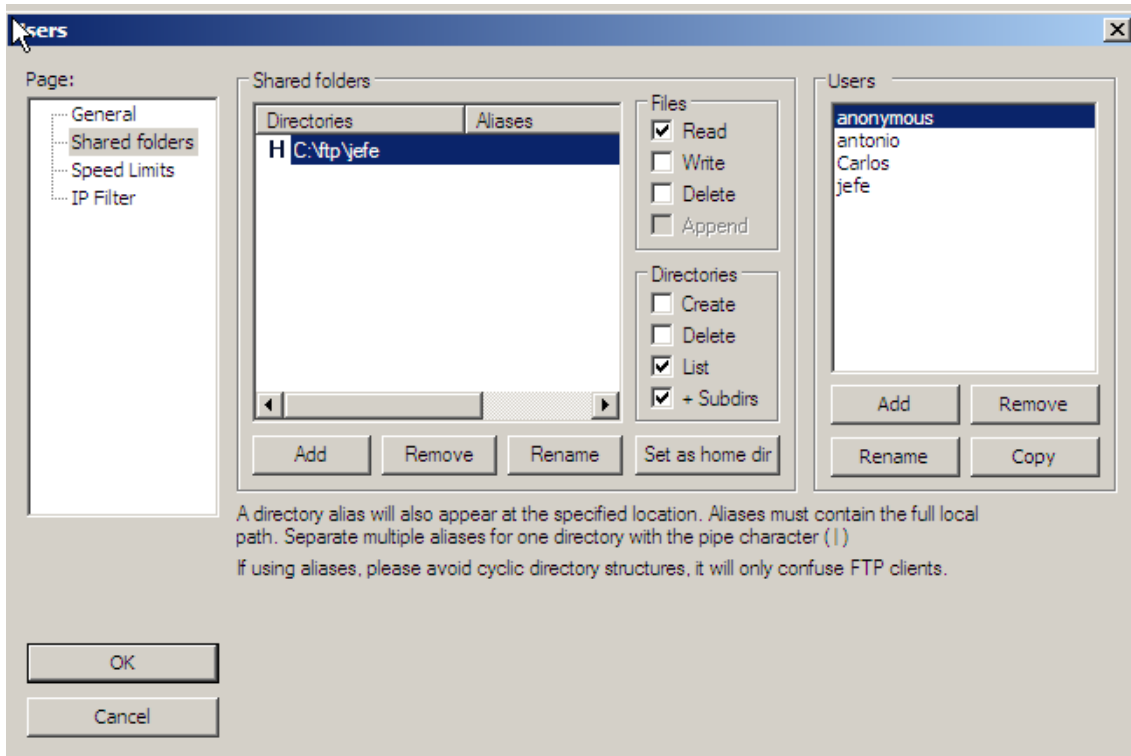 Users
Page:
General
Shared folders
Speed Limits
IP Filter
Shared folders
Directories Aliases
H C:\ftp\jefe
Files
Read
Write
Delete
Append
Directories
Create
Delete
List
+ Subdirs
Add Remove Rename Set as home dir
Users
anonymous
antonio
Carlos
jefe
Add Remove
Rename Copy
A directory alias will also appear at the specified location. Aliases must contain the full local
path. Separate multiple aliases for one directory with the pipe character ( | )
If using aliases, please avoid cyclic directory structures, it will only confuse FTP clients.
OK
Cancel